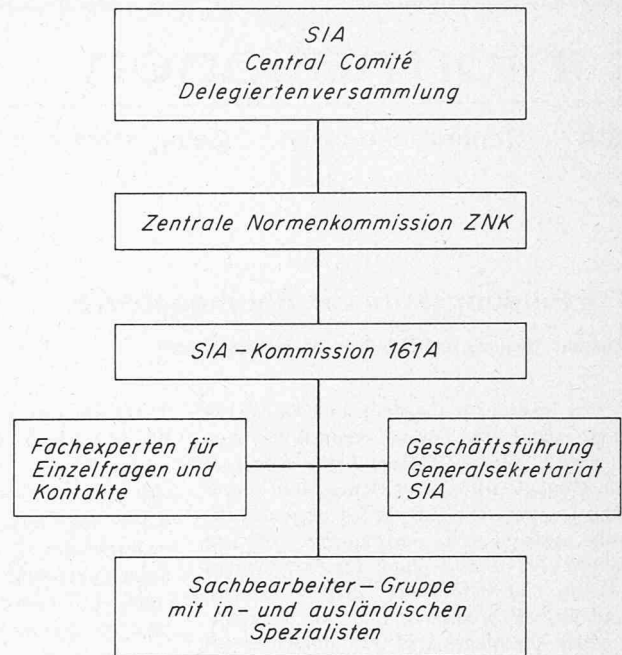 SIA
Central Comité
Delegiertenversammlung
Zentrale Normenkommission ZNK
SIA – Kommission 161A
Fachexperten für
Einzelfragen und
Kontakte
Geschäftsführung
Generalsekretariat
SIA
Sachbearbeiter – Gruppe
mit in – und ausländischen
Spezialisten